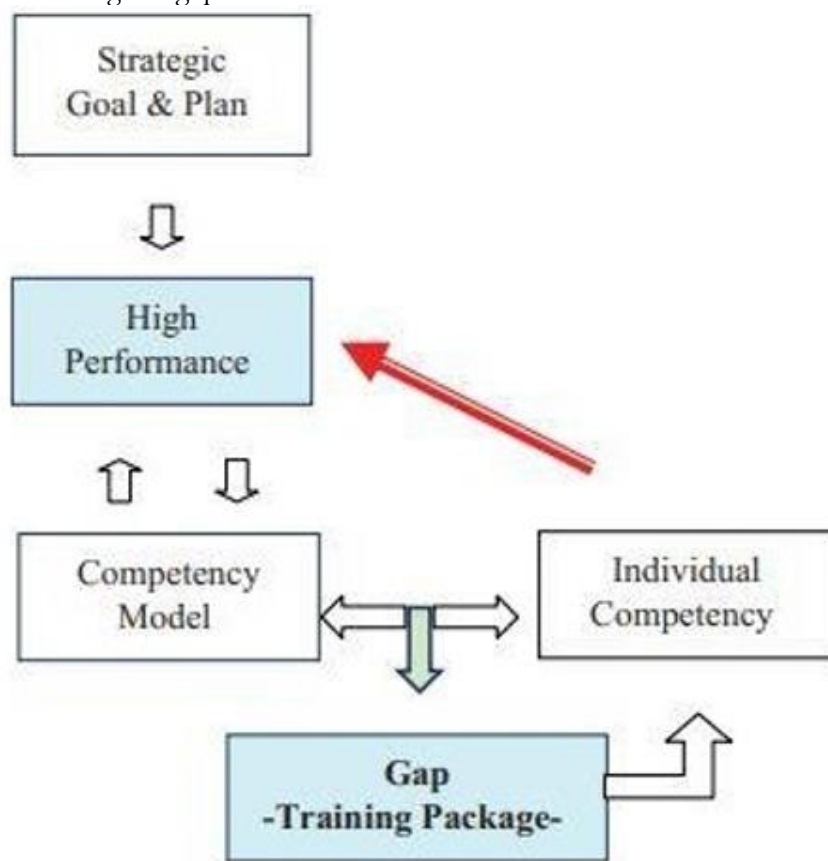 Strategic
Goal & Plan
High
Performance
Competency
Model
Individual
Competency
Gap
-Training Package-